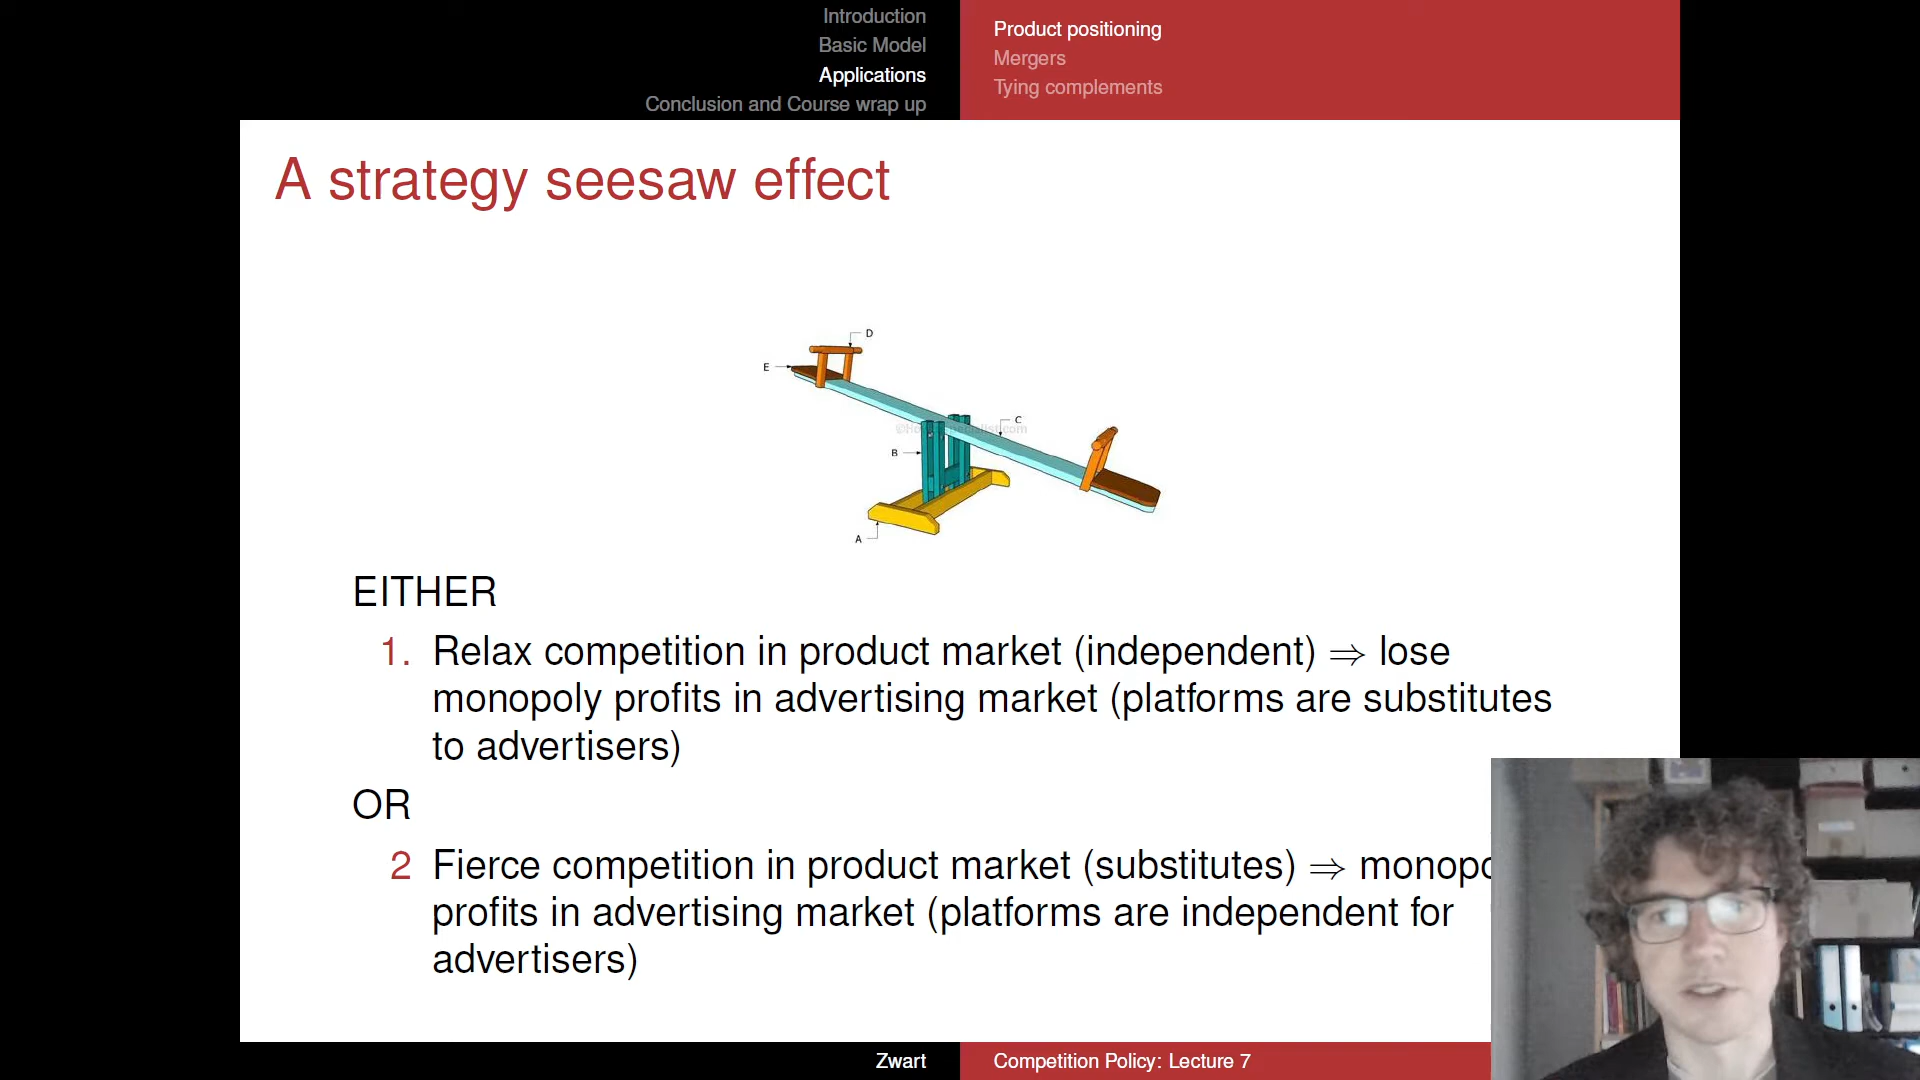 Introduction
Basic Model
Applications
Conclusion and Course wrap up
Product positioning
Mergers
Tying complements
A strategy seesaw effect
D
E
C
B
A
EITHER
1. Relax competition in product market (independent) ⇒ lose
monopoly profits in advertising market (platforms are substitutes
to advertisers)
OR
2 Fierce competition in product market (substitutes) ⇒
profits in advertising market (platforms are independent for
advertisers)
Zwart
Competition Policy: Lecture 7